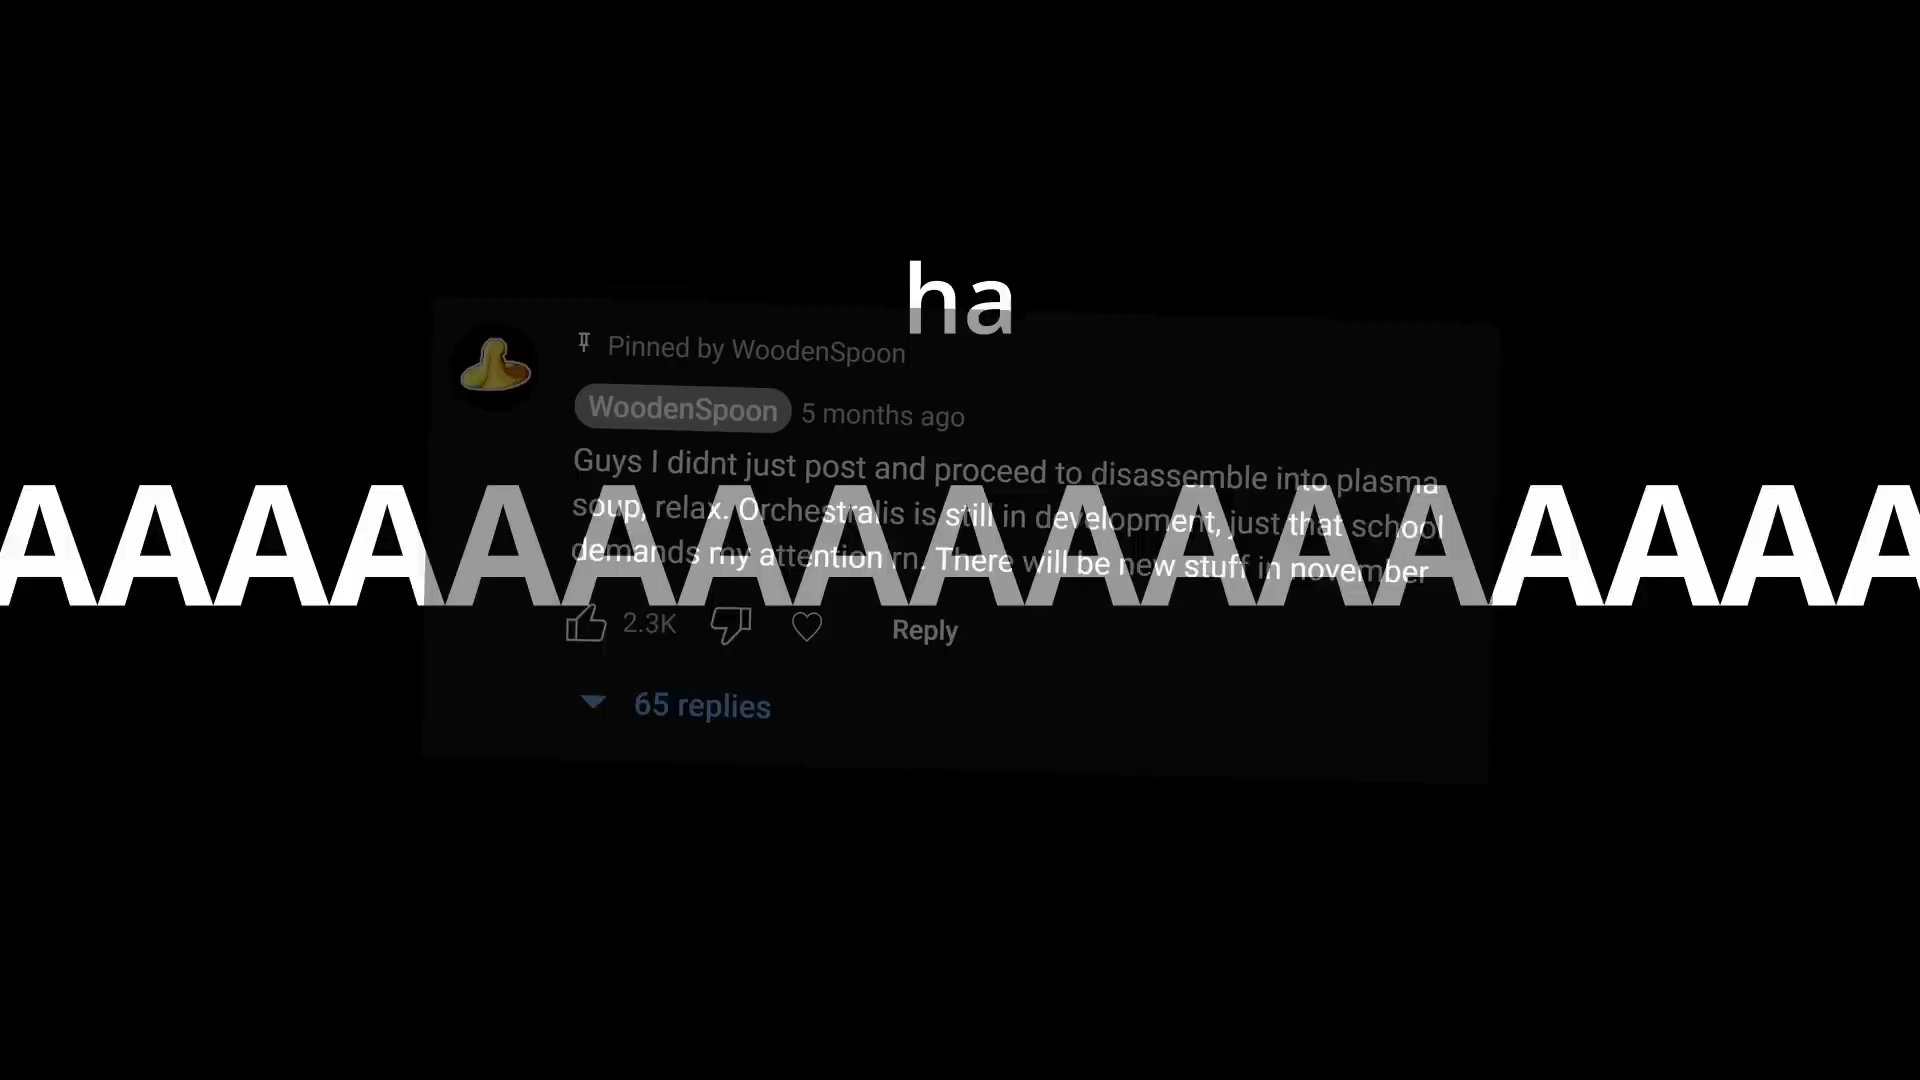 ha
Pinned by WoodenSpoon
WoodenSpoon 5 months ago
Guys I didnt just post and proceed to disassemble into plasma
soup, relax. Orchestralis is still in development, just that school
demands my attention rn. There will be new stuff in november
AAAAAAAAAAAAAAAAA
2.3K Reply
65 replies